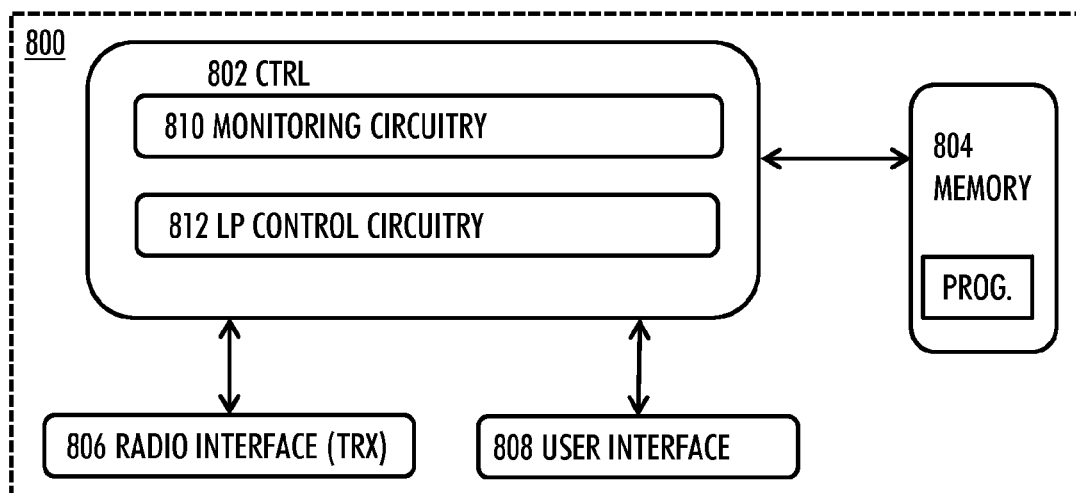 800
802 CTRL
810 MONITORING CIRCUITRY
812 LP CONTROL CIRCUITRY
804
MEMORY
PROG.
806 RADIO INTERFACE (TRX)
808 USER INTERFACE